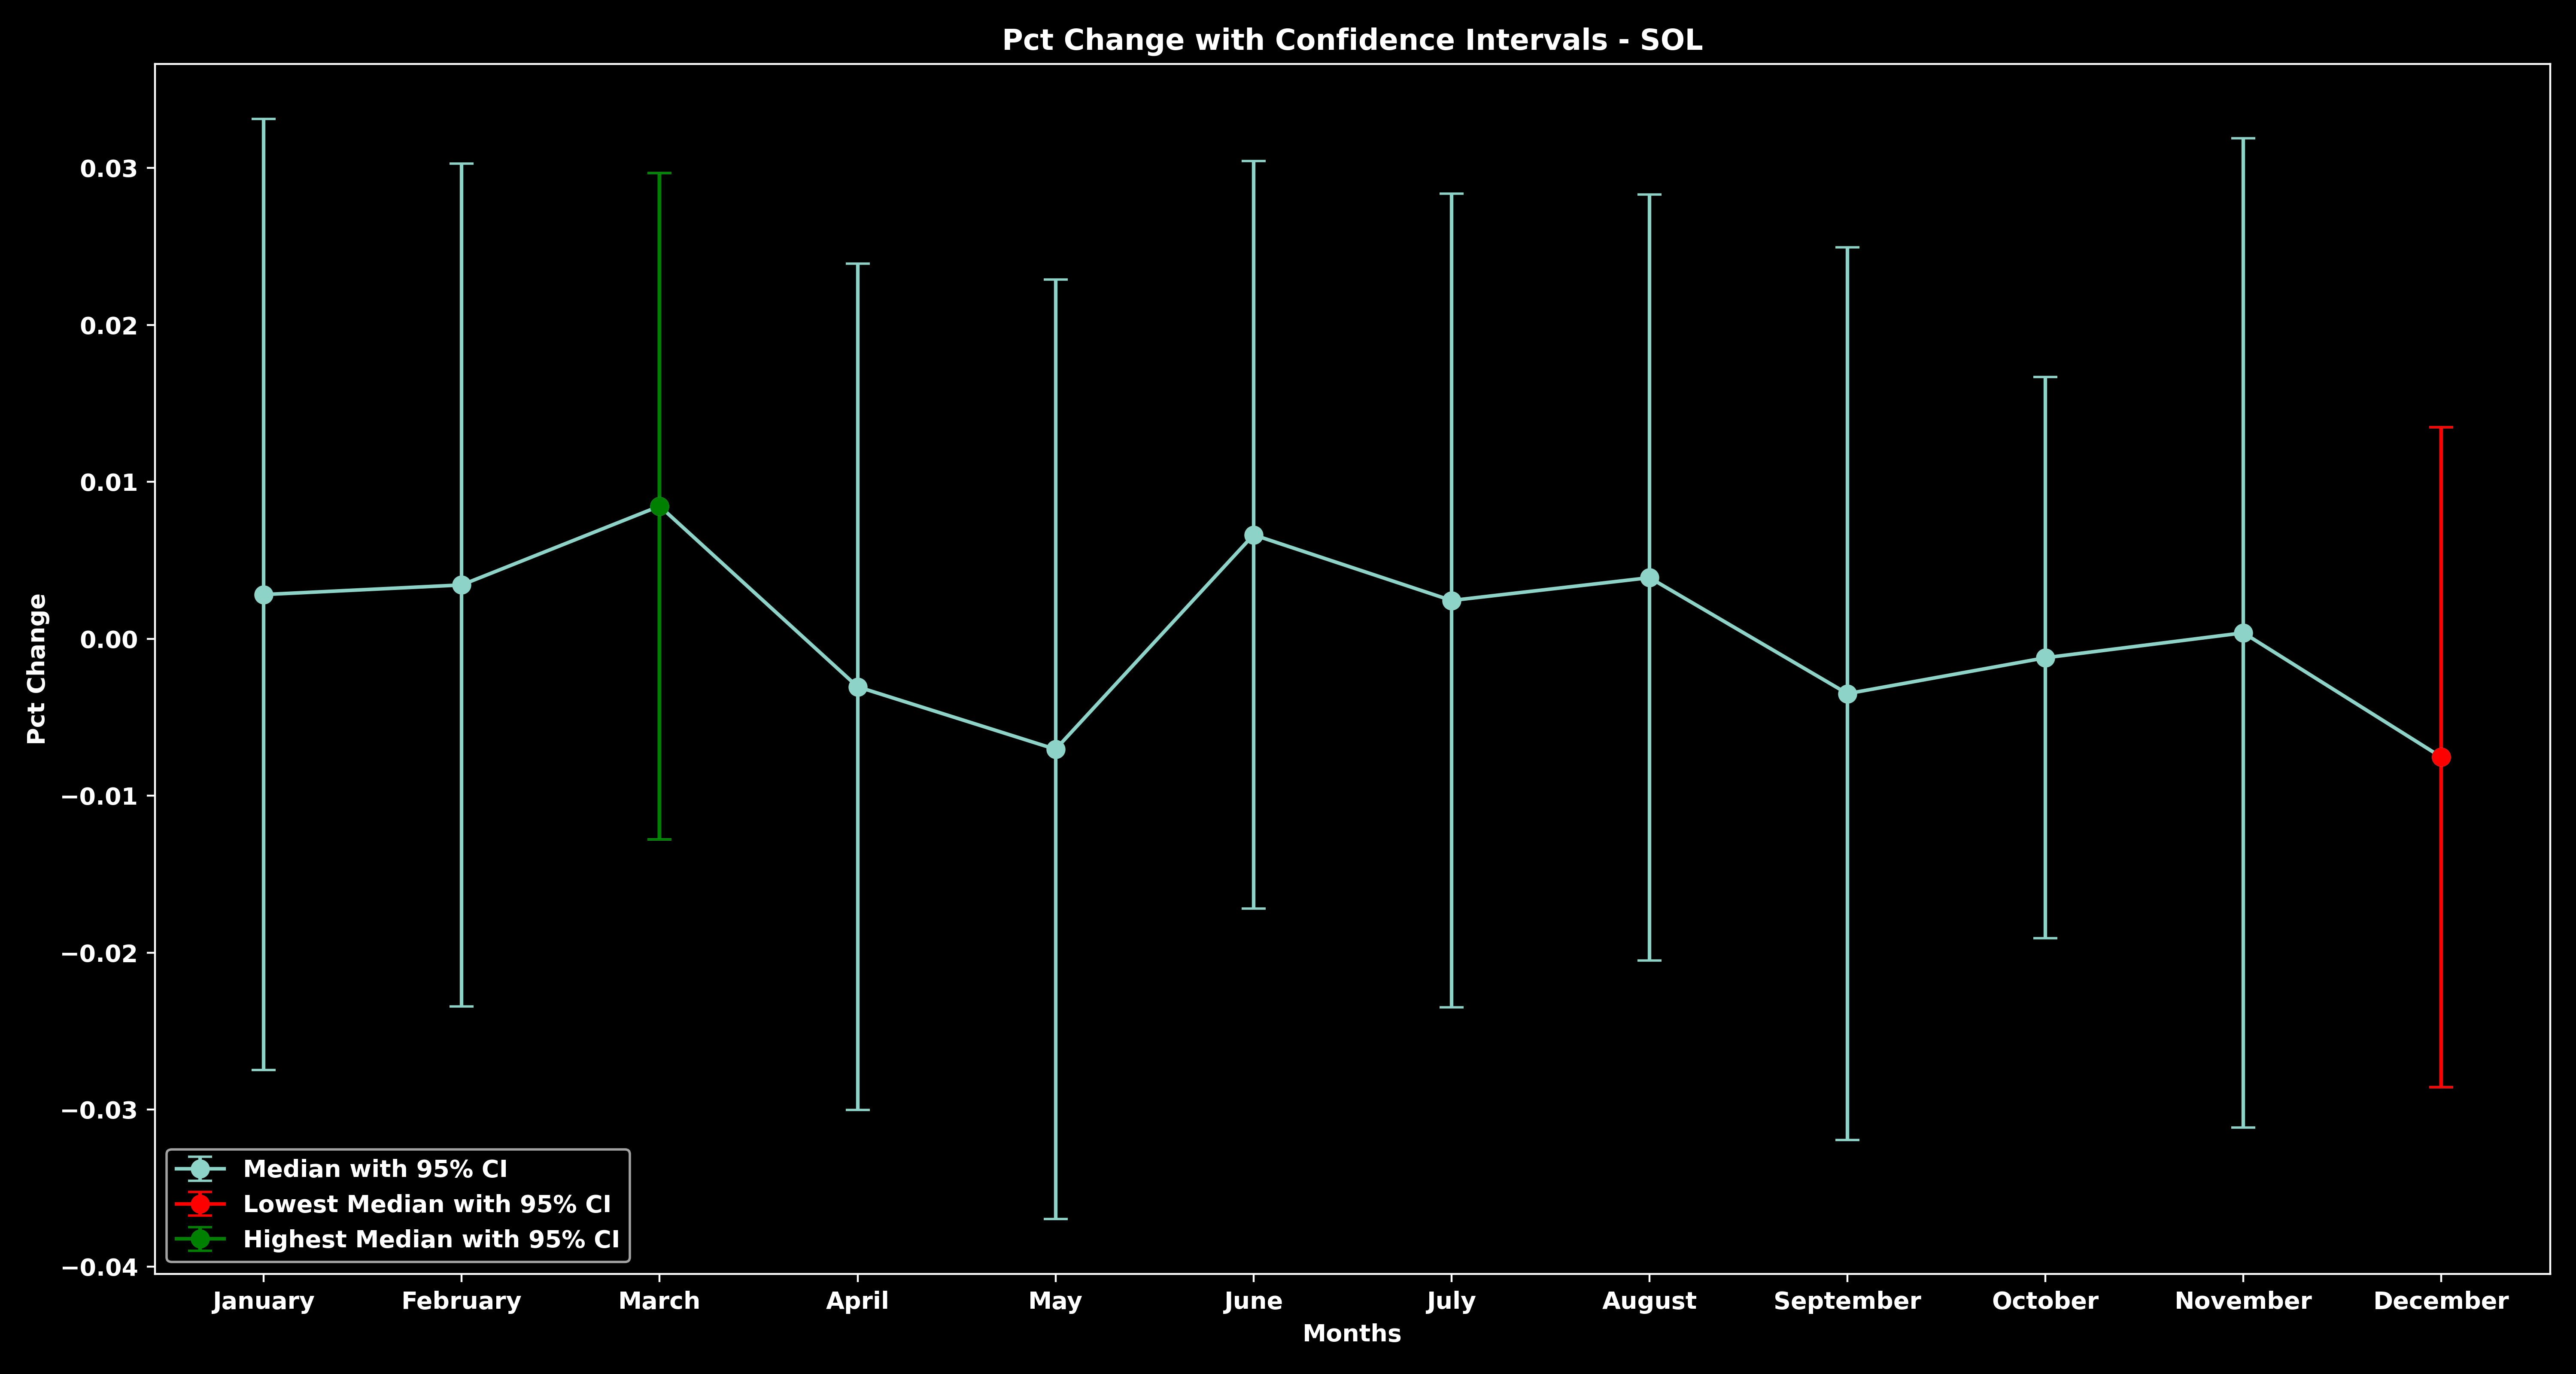 Pct Change with Confidence Intervals - SOL
Pct Change
0.03
0.02
0.01
0.00
−0.01
−0.02
−0.03
−0.04
Median with 95% CI
Lowest Median with 95% CI
Highest Median with 95% CI
January February March April May June July August September October November December
Months